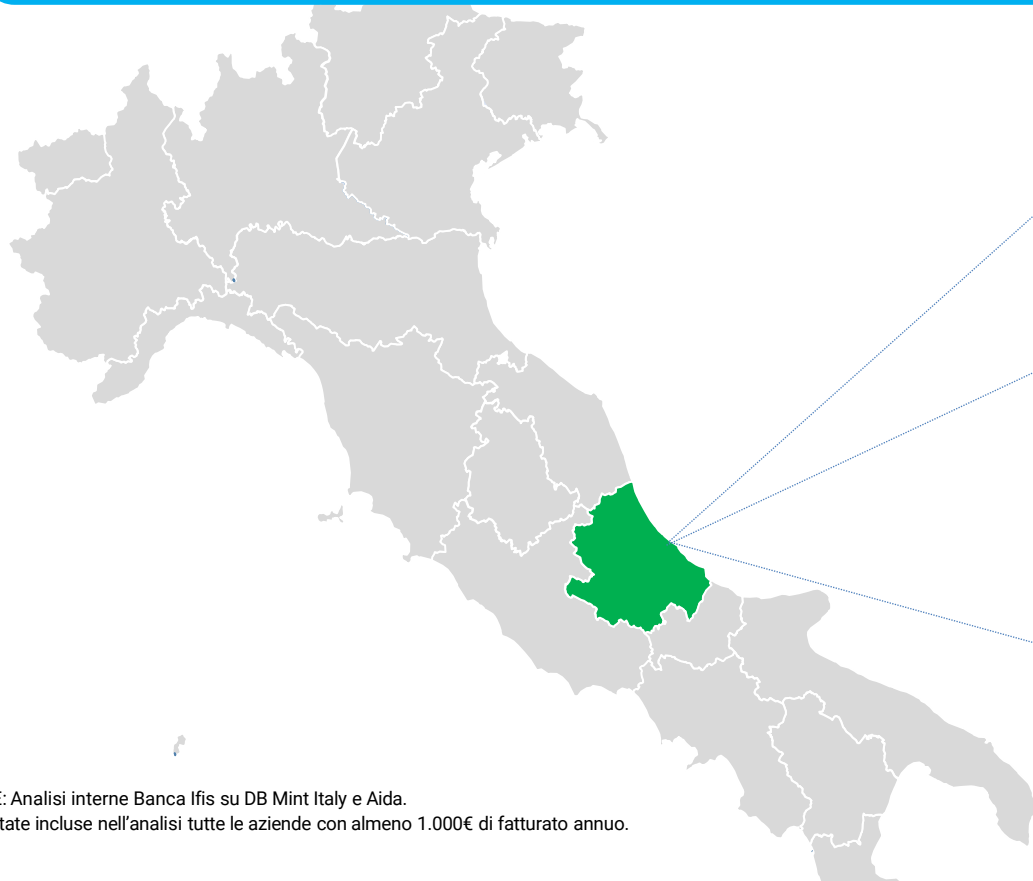 E: Analisi interne Banca Ifis su DB Mint Italy e Aida.
tate incluse nell’analisi tutte le aziende con almeno 1.000€ di fatturato annuo.